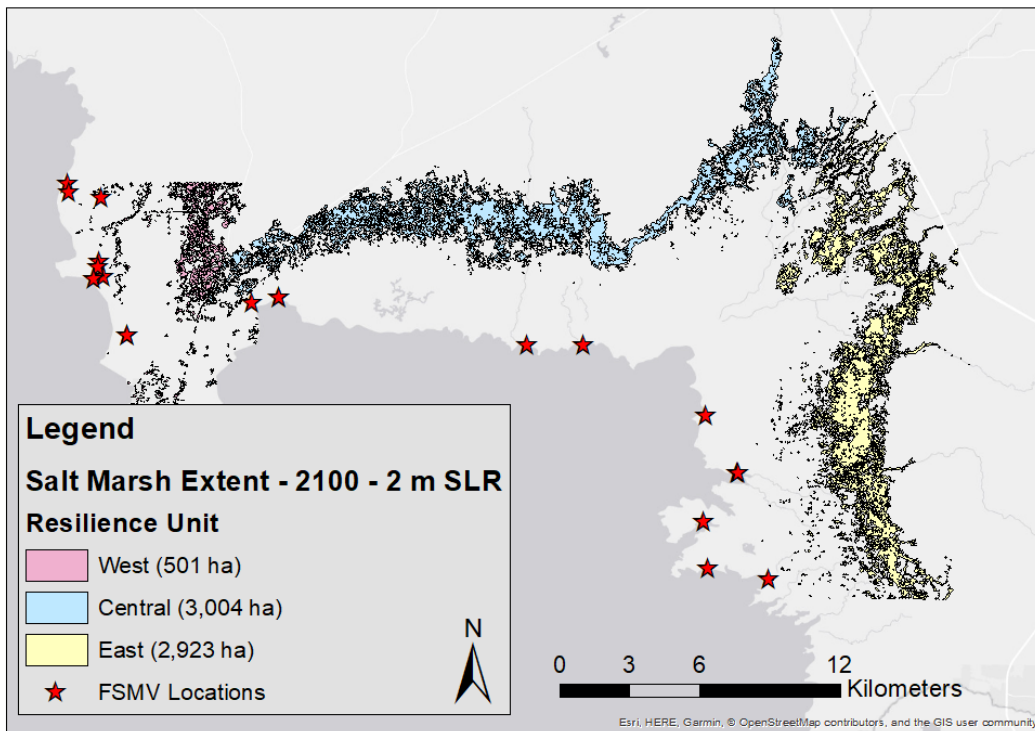 Legend
Salt Marsh Extent - 2100 - 2 m SLR
Resilience Unit
West (501 ha)
Central (3,004 ha)
East (2,923 ha)
FSMV Locations
N
0 3 6 12
Kilometers
Esri, HERE, Garmin, © OpenStreetMap contributors, and the GIS user community